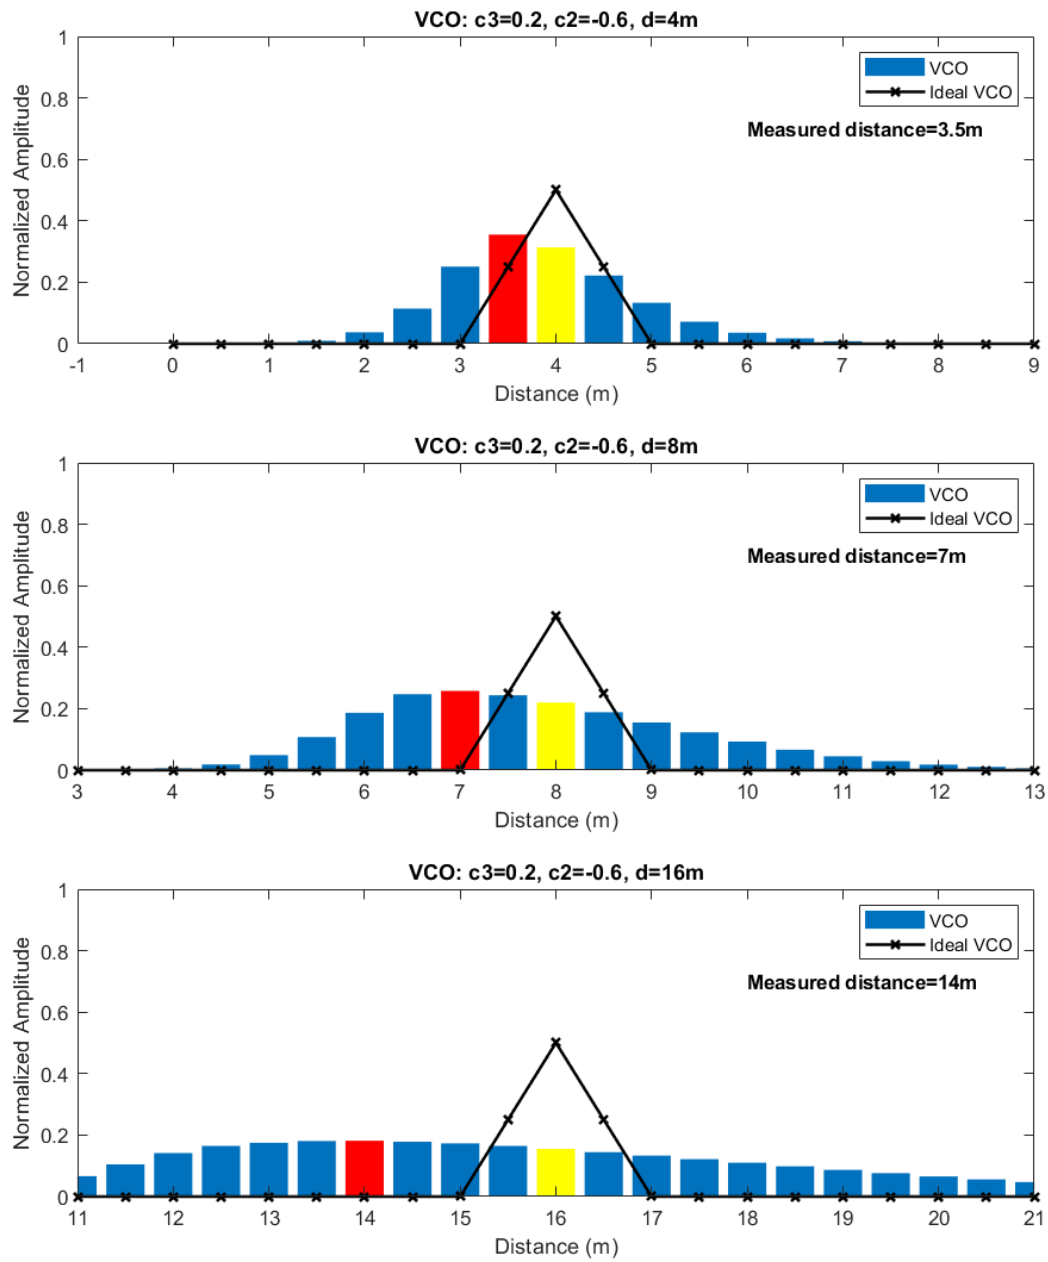 VCO: c3=0.2, c2=-0.6, d=4m
1
0.8
0.6
0.4
0.2
0
Normalized Amplitude
VCO
Ideal VCO
Measured distance=3.5m
-1 0 1 2 3 4 5 6 7 8 9
Distance (m)
VCO: c3=0.2, c2=-0.6, d=8m
1
0.8
0.6
0.4
0.2
0
Normalized Amplitude
VCO
Ideal VCO
Measured distance=7m
3 4 5 6 7 8 9 10 11 12 13
Distance (m)
VCO: c3=0.2, c2=-0.6, d=16m
1
0.8
0.6
0.4
0.2
0
Normalized Amplitude
VCO
Ideal VCO
Measured distance=14m
11 12 13 14 15 16 17 18 19 20 21
Distance (m)